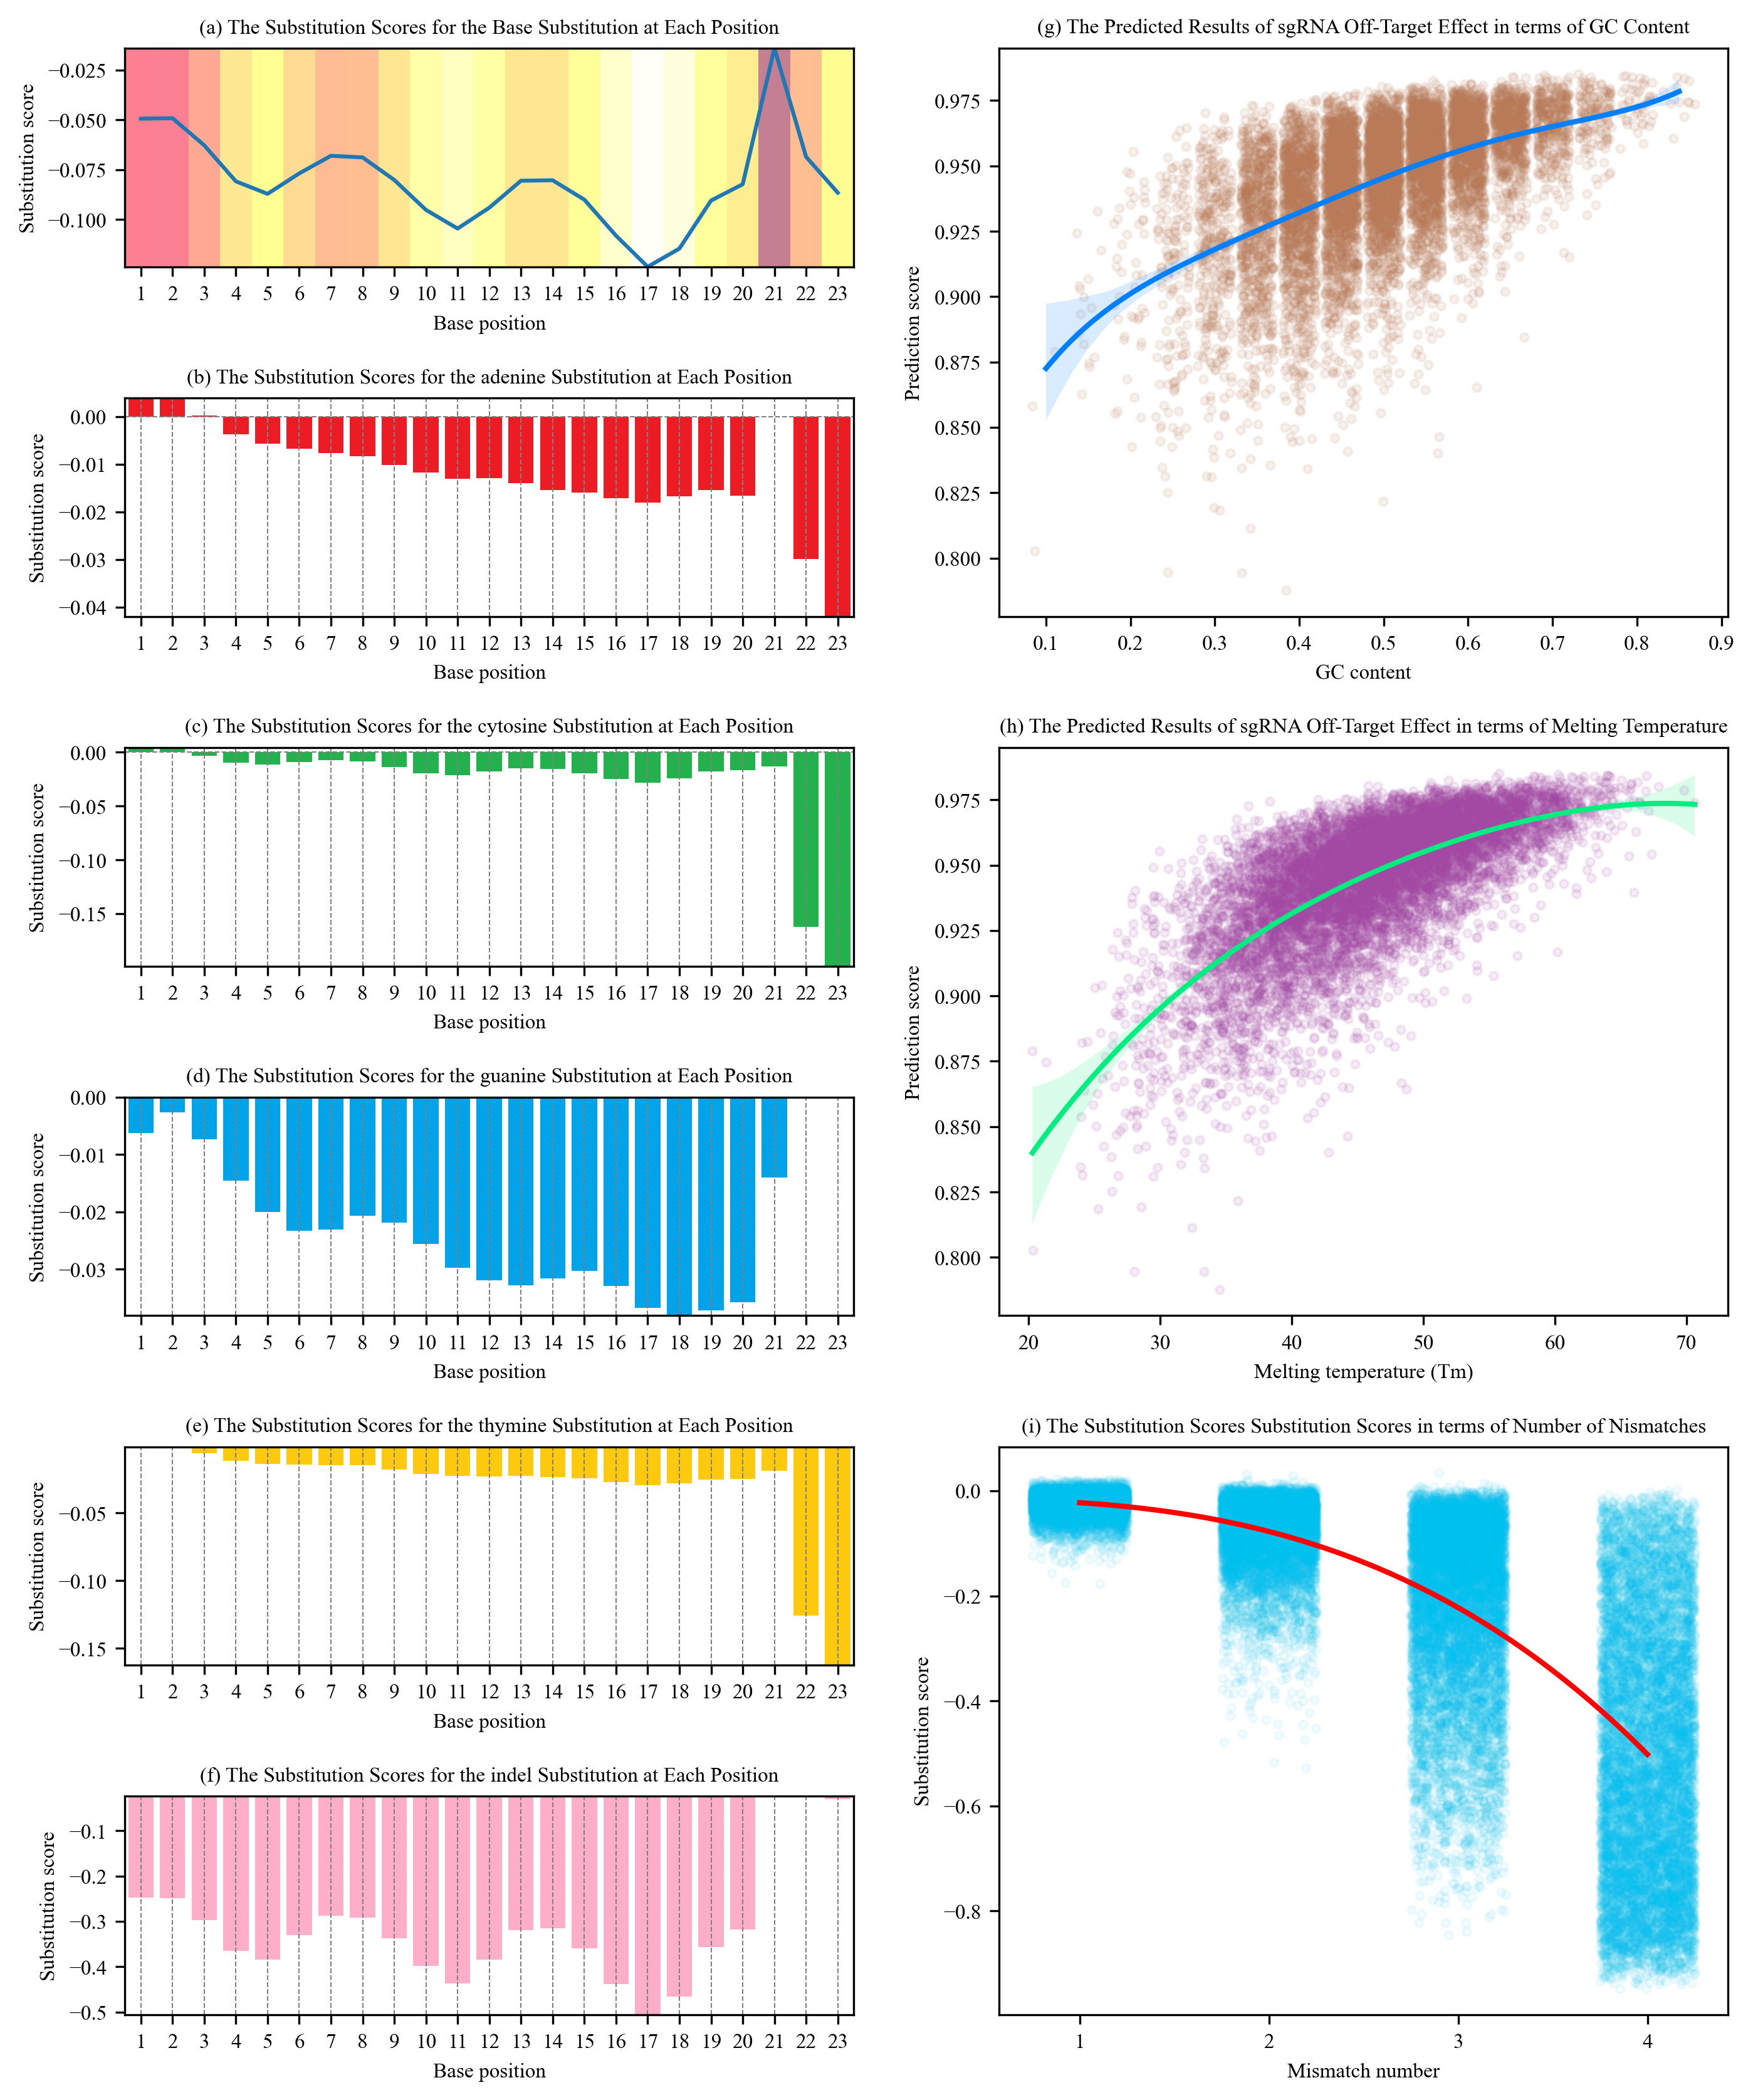 (a) The Substitution Scores for the Base Substitution at Each Position
Substitution score
−0.025
−0.050
−0.075
−0.100
1 2 3 4 5 6 7 8 9 10 11 12 13 14 15 16 17 18 19 20 21 22 23
Base position
(b) The Substitution Scores for the adenine Substitution at Each Position
Substitution score
0.00
−0.01
−0.02
−0.03
−0.04
1 2 3 4 5 6 7 8 9 10 11 12 13 14 15 16 17 18 19 20 21 22 23
Base position
(c) The Substitution Scores for the cytosine Substitution at Each Position
Substitution score
0.00
−0.05
−0.10
−0.15
1 2 3 4 5 6 7 8 9 10 11 12 13 14 15 16 17 18 19 20 21 22 23
Base position
(d) The Substitution Scores for the guanine Substitution at Each Position
Substitution score
0.00
−0.01
−0.02
−0.03
1 2 3 4 5 6 7 8 9 10 11 12 13 14 15 16 17 18 19 20 21 22 23
Base position
(e) The Substitution Scores for the thymine Substitution at Each Position
Substitution score
−0.05
−0.10
−0.15
1 2 3 4 5 6 7 8 9 10 11 12 13 14 15 16 17 18 19 20 21 22 23
Base position
(f) The Substitution Scores for the indel Substitution at Each Position
Substitution score
−0.1
−0.2
−0.3
−0.4
−0.5
1 2 3 4 5 6 7 8 9 10 11 12 13 14 15 16 17 18 19 20 21 22 23
Base position
(g) The Predicted Results of sgRNA Off-Target Effect in terms of GC Content
Prediction score
0.975
0.950
0.925
0.900
0.875
0.850
0.825
0.800
0.1 0.2 0.3 0.4 0.5 0.6 0.7 0.8 0.9
GC content
(h) The Predicted Results of sgRNA Off-Target Effect in terms of Melting Temperature
Prediction score
0.975
0.950
0.925
0.900
0.875
0.850
0.825
0.800
20 30 40 50 60 70
Melting temperature (Tm)
(i) The Substitution Scores Substitution Scores in terms of Number of Nismatches
Substitution score
0.0
−0.2
−0.4
−0.6
−0.8
1 2 3 4
Mismatch number